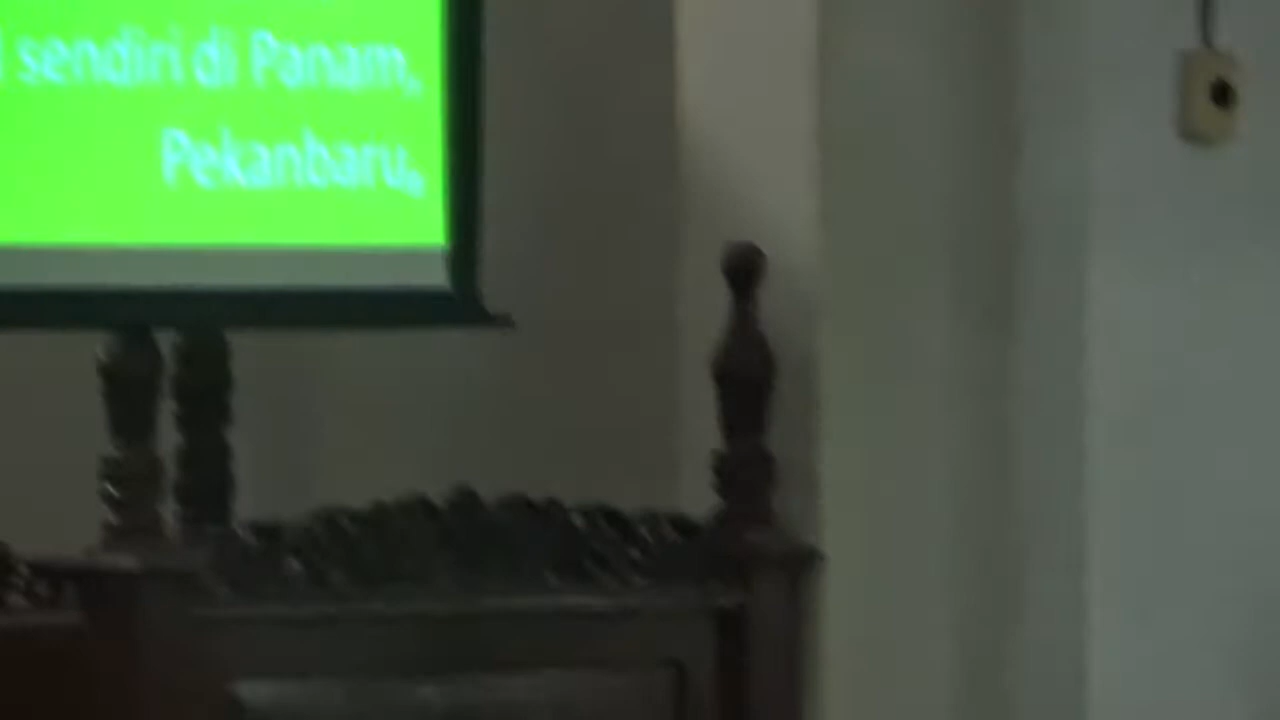 sendiri di Panam,
Pekanbaru.